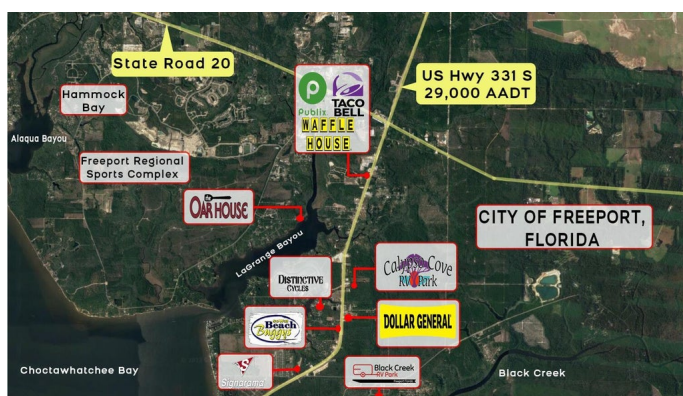 State Road 20
US Hwy 331 S
29,000 AADT
Publix
TACO
BELL
WAFFLE
HOUSE
Hammock
Bay
Alaqua Bayou
Freeport Regional
Sports Complex
OAR HOUSE
LaGrange Bayou
CITY OF FREEPORT,
FLORIDA
DISTINCTIVE
CYCLES
Calypso Cove
RV Park
Beach
Buggys
DOLLAR GENERAL
Signarama
Black Creek
RV Park
Choctawhatchee Bay
Black Creek